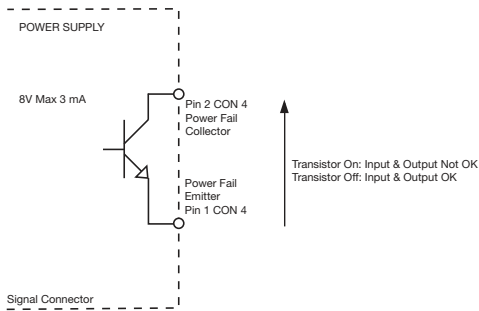 POWER SUPPLY
8V Max 3 mA
Pin 2 CON 4
Power Fail
Collector
Transistor On: Input & Output Not OK
Transistor Off: Input & Output OK
Power Fail
Emitter
Pin 1 CON 4
Signal Connector